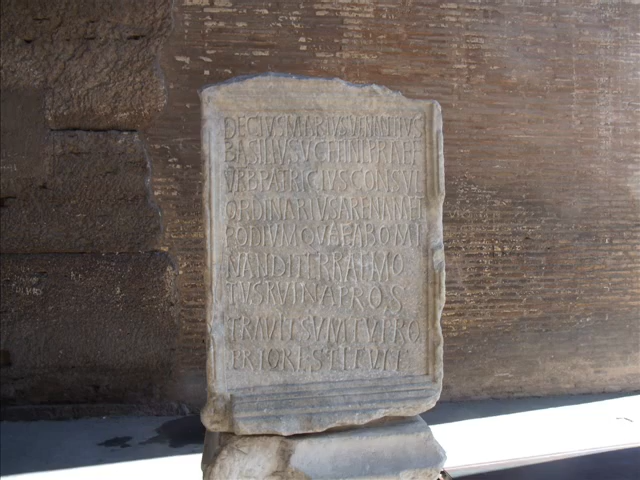 DECIVSMARIVSVENANTIVS
BASILIVSVCETINLPRAEF
VRBPATRICIVSCONSVL
ORDINARIVSARENAMET
PODIVMQVAEABOMI
NANDITERRAEMO
TVSRVINAPROS
TRAVITSVMTVPRO
PRIORESTITVIT